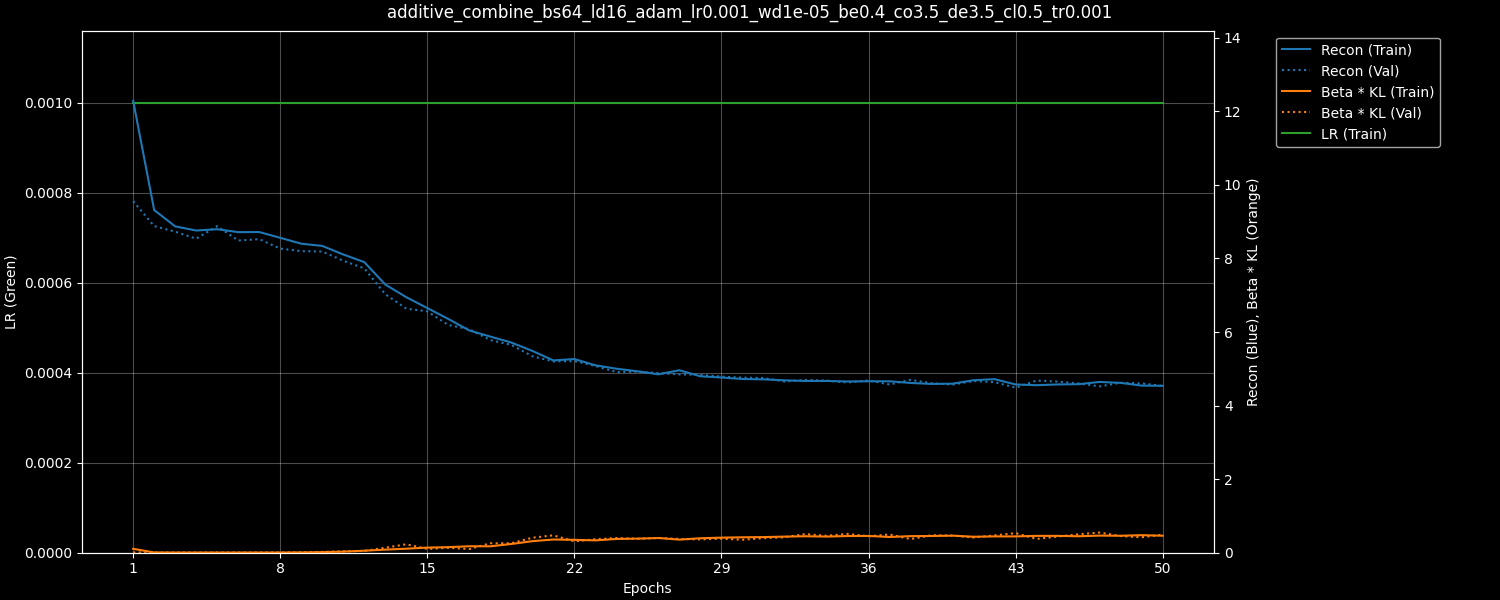 additive_combine_bs64_ld16_adam_lr0.001_wd1e-05_be0.4_co3.5_de3.5_cl0.5_tr0.001
LR (Green)
0.0010
0.0008
0.0006
0.0004
0.0002
0.0000
1
8
15
22
29
36
43
50
Epochs
14
12
10
8
6
4
2
0
Recon (Blue), Beta * KL (Orange)
Recon (Train)
Recon (Val)
Beta * KL (Train)
Beta * KL (Val)
LR (Train)